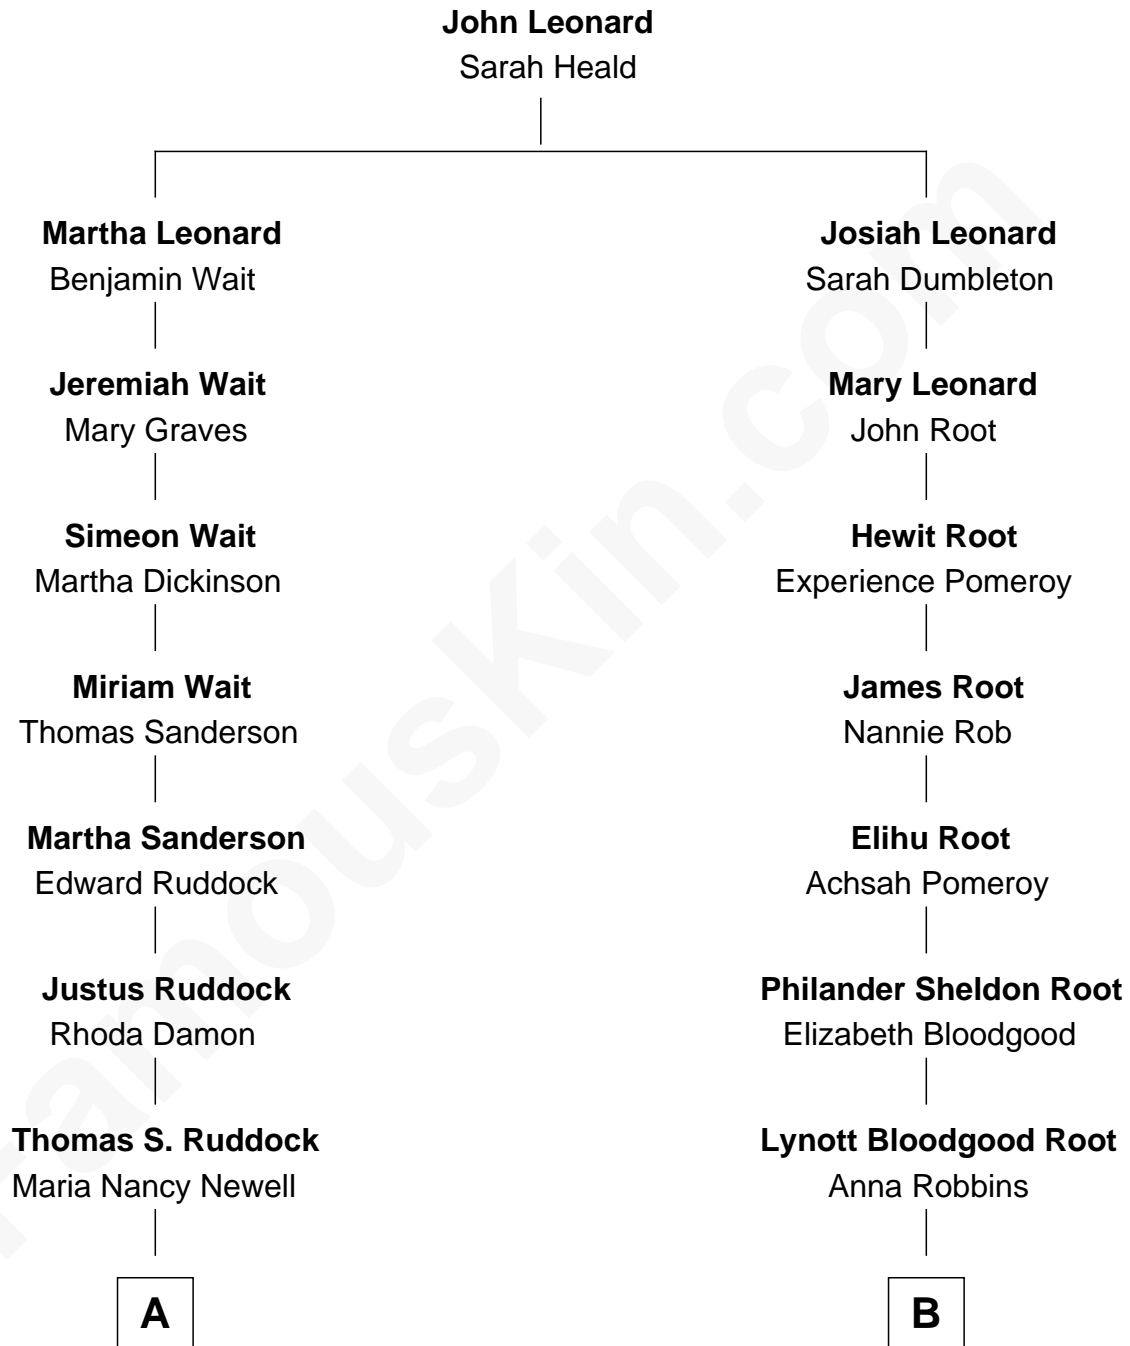 John Leonard
Sarah Heald
Martha Leonard
Benjamin Wait
Josiah Leonard
Sarah Dumbleton
Jeremiah Wait
Mary Graves
Mary Leonard
John Root
Simeon Wait
Martha Dickinson
Hewit Root
Experience Pomeroy
Miriam Wait
Thomas Sanderson
James Root
Nannie Rob
Martha Sanderson
Edward Ruddock
Elihu Root
Achsah Pomeroy
Justus Ruddock
Rhoda Damon
Philander Sheldon Root
Elizabeth Bloodgood
Thomas S. Ruddock
Maria Nancy Newell
Lynott Bloodgood Root
Anna Robbins
A
B
FamousKin.com